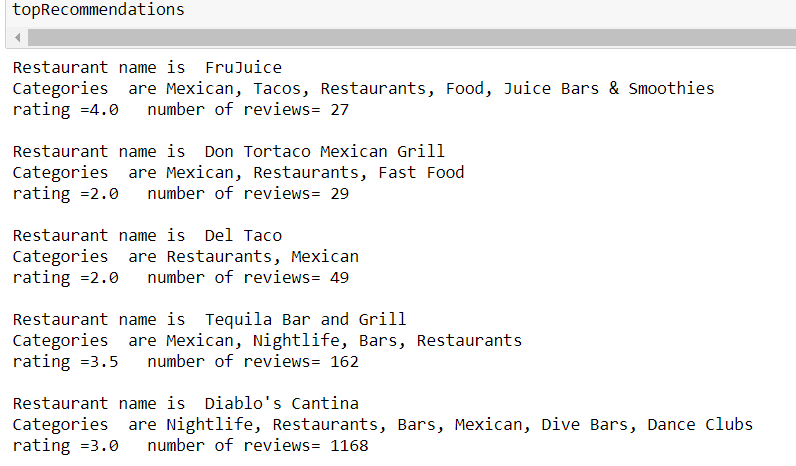 topRecommendations
Restaurant name is  FruJuice
Categories  are Mexican, Tacos, Restaurants, Food, Juice Bars & Smoothies
rating =4.0   number of reviews= 27
Restaurant name is  Don Tortaco Mexican Grill
Categories  are Mexican, Restaurants, Fast Food
rating =2.0   number of reviews= 29
Restaurant name is  Del Taco
Categories  are Restaurants, Mexican
rating =2.0   number of reviews= 49
Restaurant name is  Tequila Bar and Grill
Categories  are Mexican, Nightlife, Bars, Restaurants
rating =3.5   number of reviews= 162
Restaurant name is  Diablo's Cantina
Categories  are Nightlife, Restaurants, Bars, Mexican, Dive Bars, Dance Clubs
rating =3.0   number of reviews= 1168